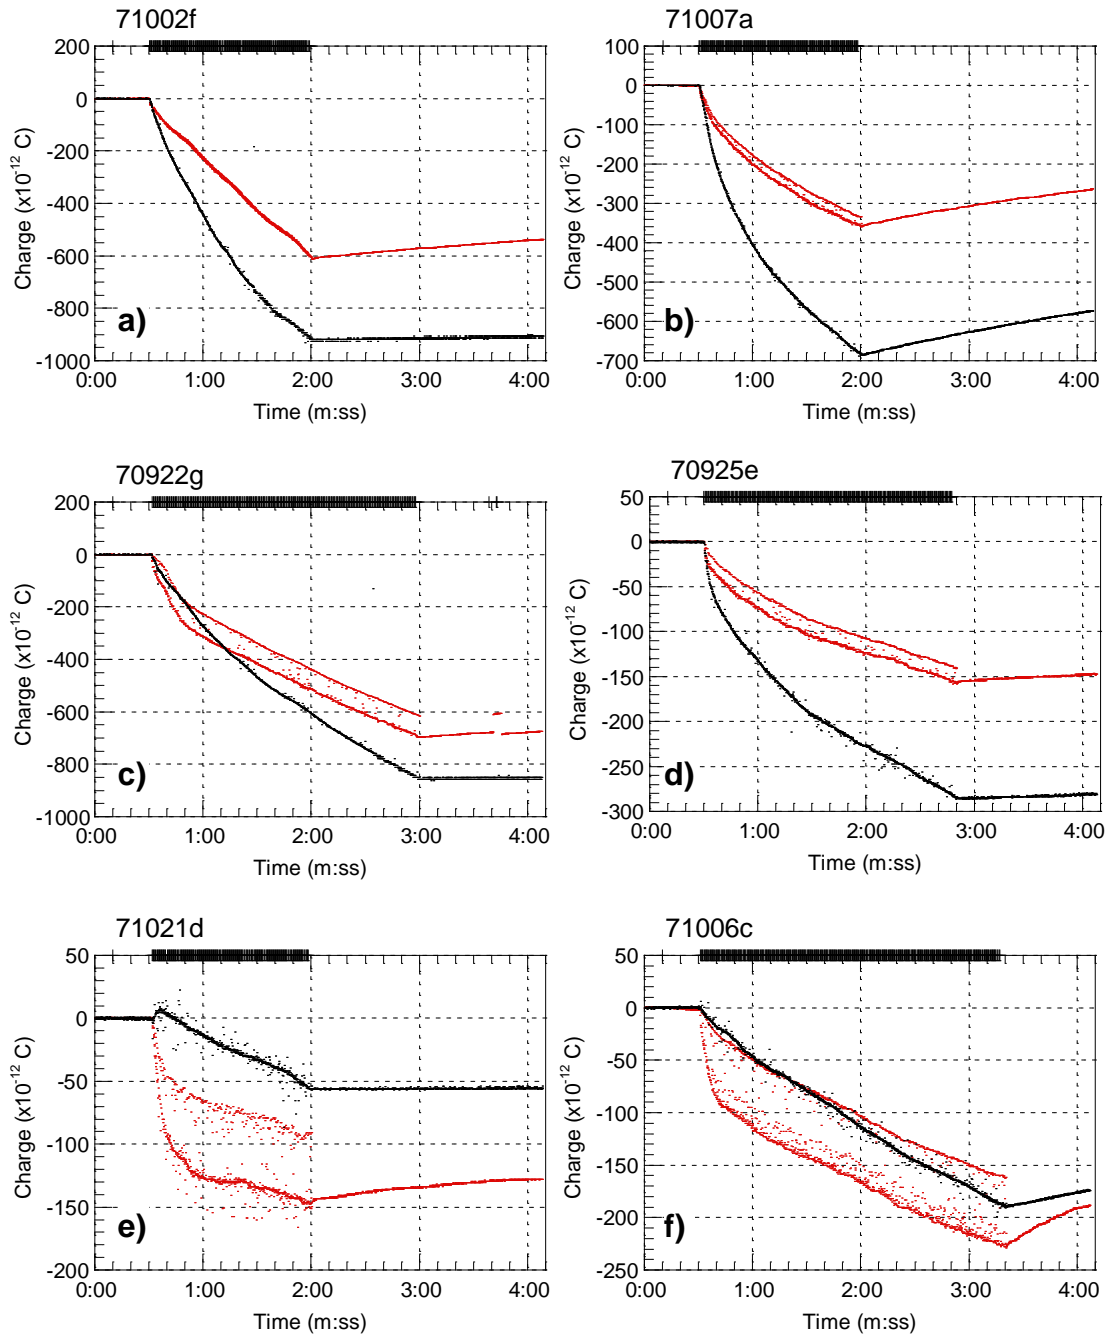 71002f
200
0
-200
-400
-600
-800
-1000
Charge (x10⁻¹² C)
a)
0:00 1:00 2:00 3:00 4:00
Time (m:ss)
71007a
100
0
-100
-200
-300
-400
-500
-600
-700
Charge (x10⁻¹² C)
b)
0:00 1:00 2:00 3:00 4:00
Time (m:ss)
70922g
200
0
-200
-400
-600
-800
-1000
Charge (x10⁻¹² C)
c)
0:00 1:00 2:00 3:00 4:00
Time (m:ss)
70925e
50
0
-50
-100
-150
-200
-250
-300
Charge (x10⁻¹² C)
d)
0:00 1:00 2:00 3:00 4:00
Time (m:ss)
71021d
50
0
-50
-100
-150
-200
Charge (x10⁻¹² C)
e)
0:00 1:00 2:00 3:00 4:00
Time (m:ss)
71006c
50
0
-50
-100
-150
-200
-250
Charge (x10⁻¹² C)
f)
0:00 1:00 2:00 3:00 4:00
Time (m:ss)